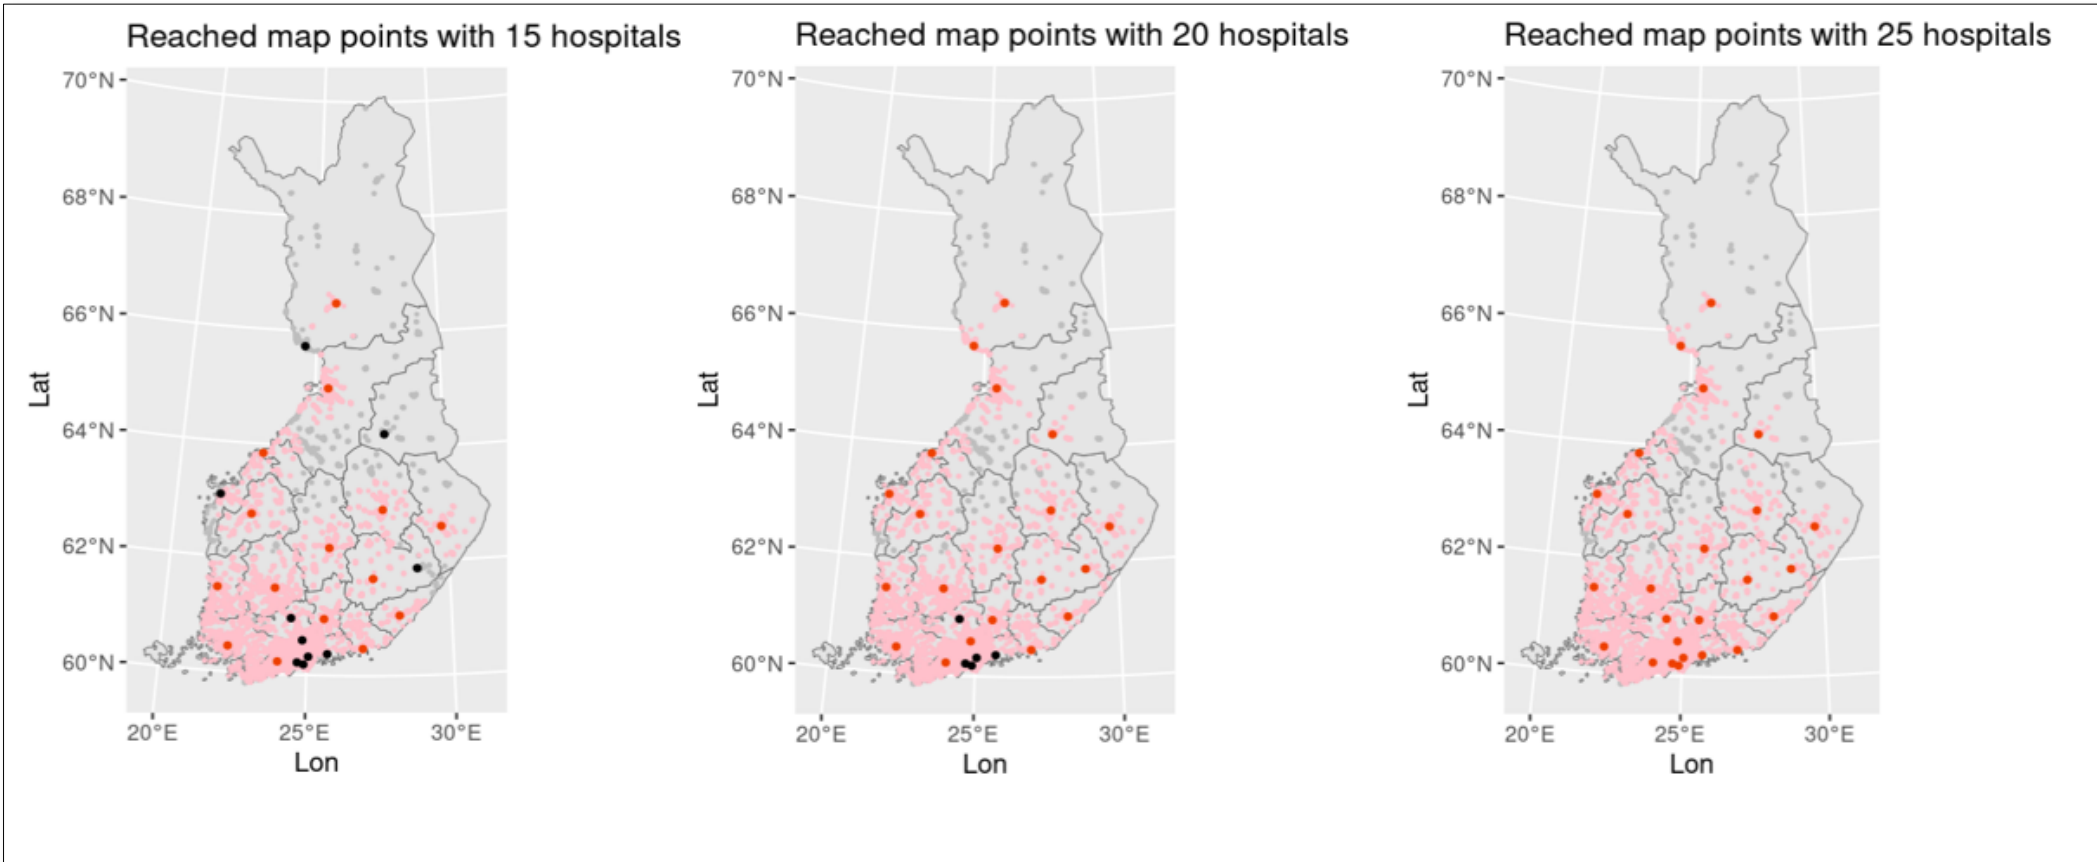 Reached map points with 15 hospitals
70°N
68°N
66°N
64°N
62°N
60°N
Lat
20°E 25°E 30°E
Lon
Reached map points with 20 hospitals
70°N
68°N
66°N
64°N
62°N
60°N
Lat
20°E 25°E 30°E
Lon
Reached map points with 25 hospitals
70°N
68°N
66°N
64°N
62°N
60°N
Lat
20°E 25°E 30°E
Lon